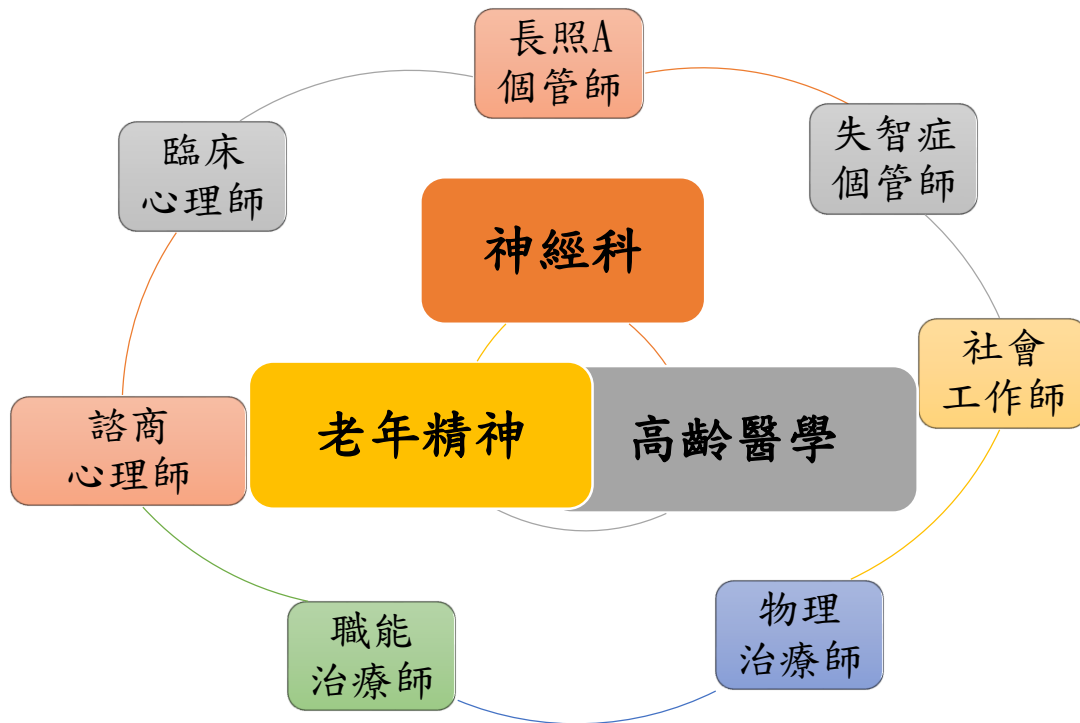 長照A
個管師
失智症
個管師
臨床
心理師
神經科
社會
工作師
老年精神
高齡醫學
諮商
心理師
物理
治療師
職能
治療師